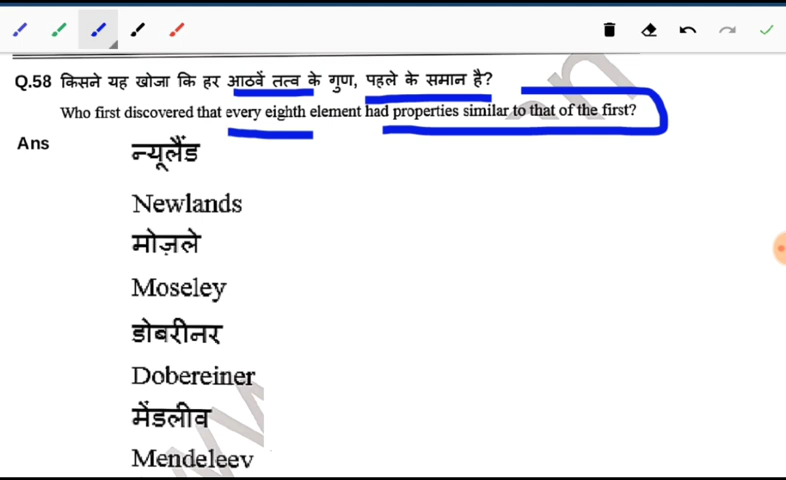 Q.58 किसने यह खोजा कि हर आठवें तत्व के गुण, पहले के समान है?
Who first discovered that every eighth element had properties similar to that of the first?
Ans
न्यूलैंड
Newlands
मोज़ले
Moseley
डोबरीनर
Dobereiner
मेंडलीव
Mendeleev